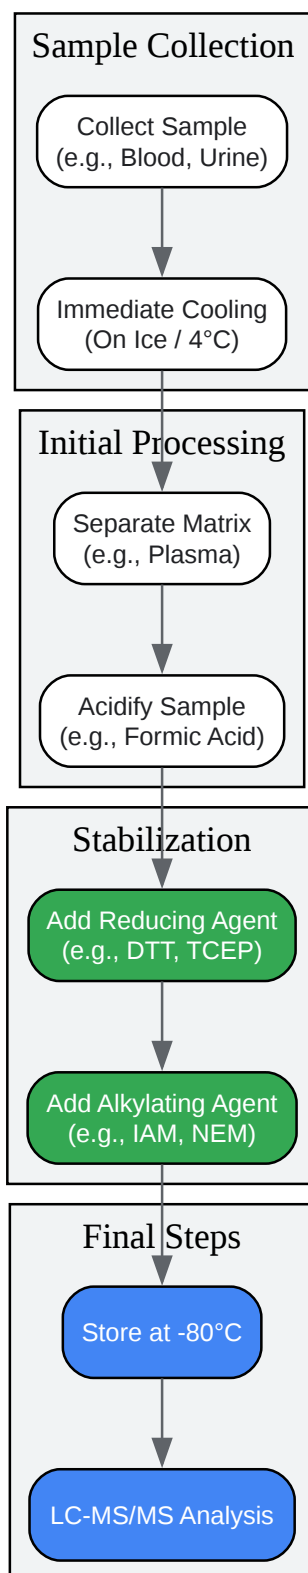 Sample Collection
Collect Sample
(e.g., Blood, Urine)
Immediate Cooling
(On Ice / 4°C)
Initial Processing
Separate Matrix
(e.g., Plasma)
Acidify Sample
(e.g., Formic Acid)
Stabilization
Add Reducing Agent
(e.g., DTT, TCEP)
Add Alkylating Agent
(e.g., IAM, NEM)
Final Steps
Store at -80°C
LC-MS/MS Analysis